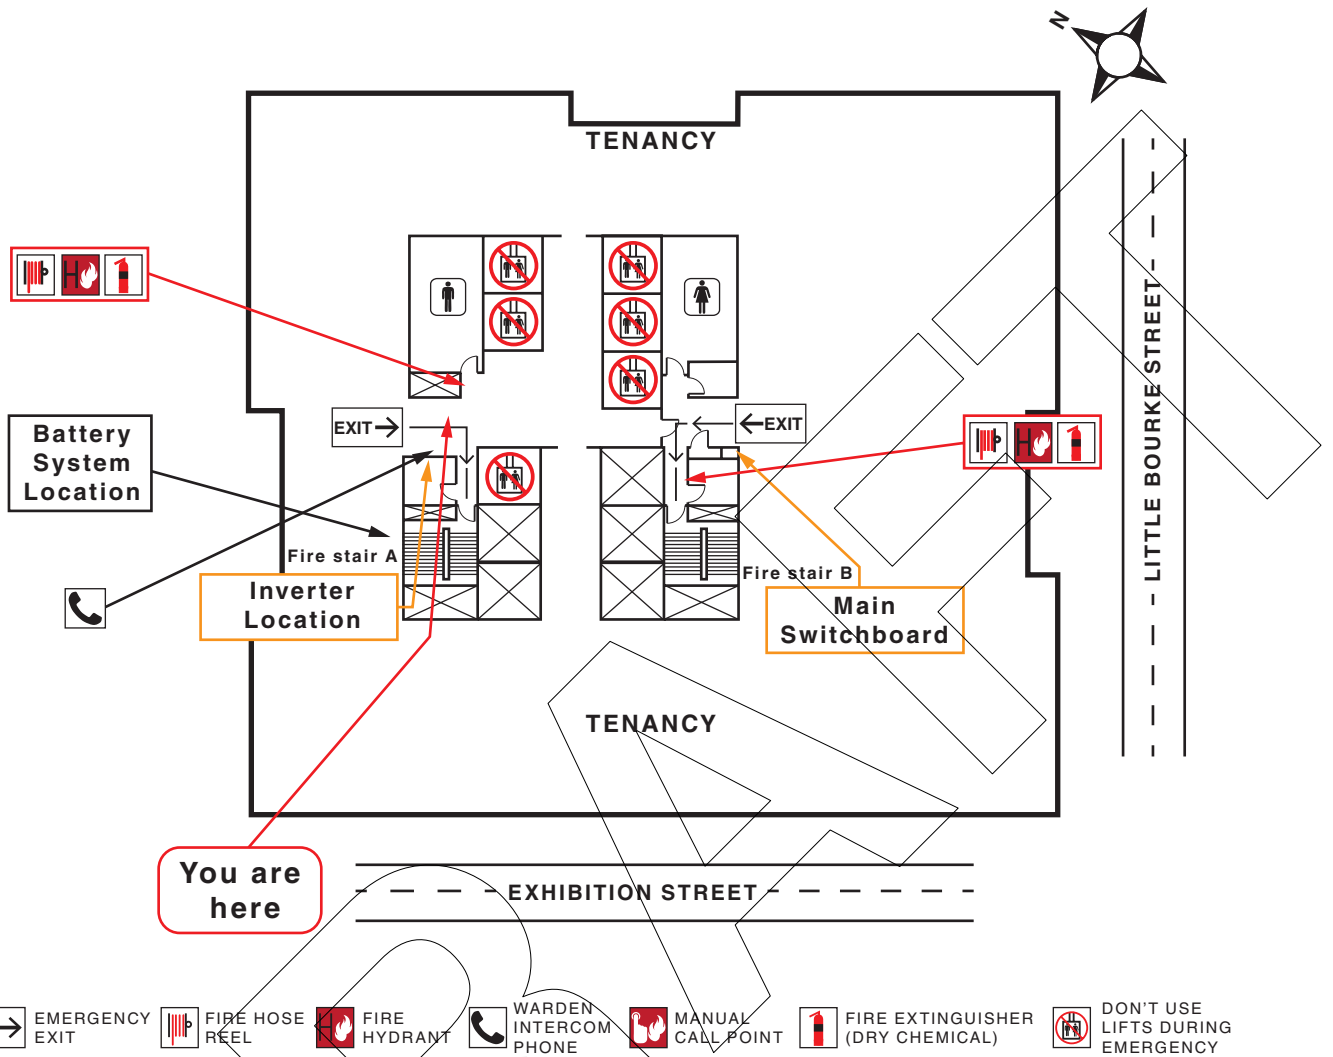 N
TENANCY
EXIT
EXIT
Battery
System
Location
LITTLE BOURKE STREET
Fire stair A
Fire stair B
Inverter
Location
Main
Switchboard
TENANCY
You are
here
EXHIBITION STREET
EMERGENCY
EXIT
FIRE HOSE
REEL
FIRE
HYDRANT
WARDEN
INTERCOM
PHONE
MANUAL
CALL POINT
FIRE EXTINGUISHER
(DRY CHEMICAL)
DON'T USE
LIFTS DURING
EMERGENCY